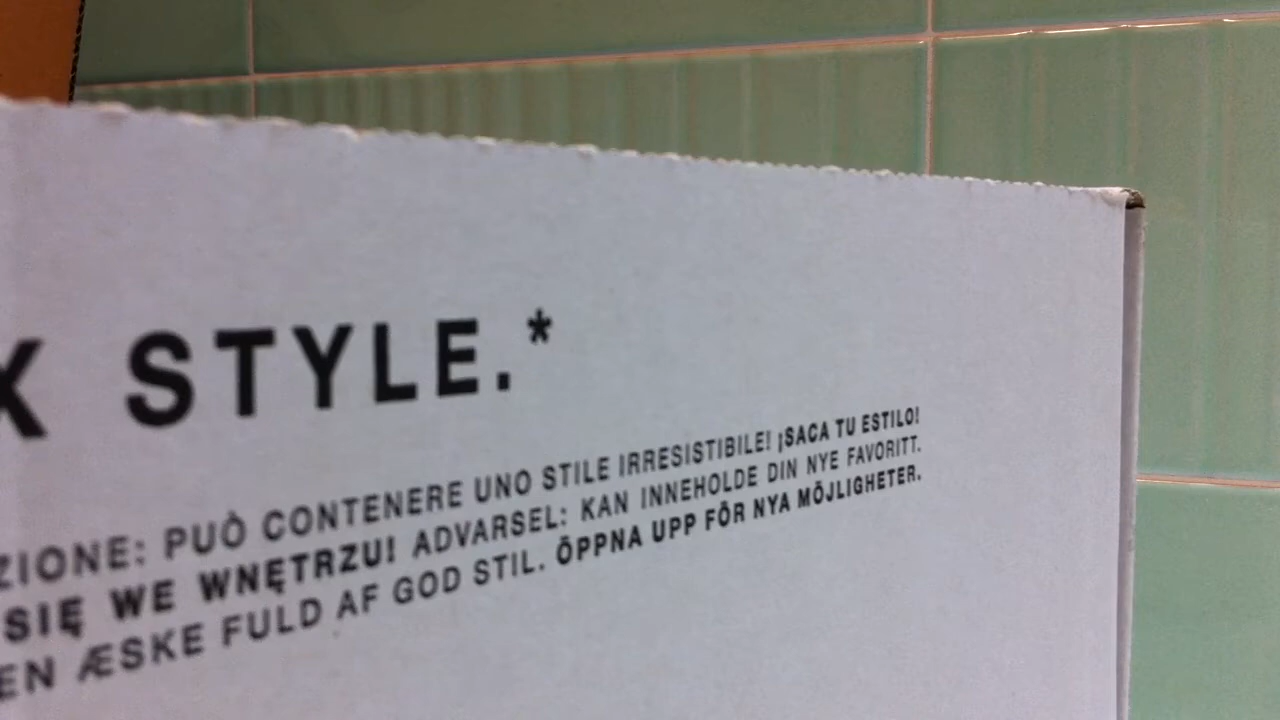 X STYLE.*
ZIONE: PUÒ CONTENERE UNO STILE IRRESISTIBILE! ¡SACA TU ESTILO!
SIĘ WE WNĘTRZU! ADVARSEL: KAN INNEHOLDE DIN NYE FAVORITT.
EN ÆSKE FULD AF GOD STIL. ÖPPNA UPP FÖR NYA MÖJLIGHETER.